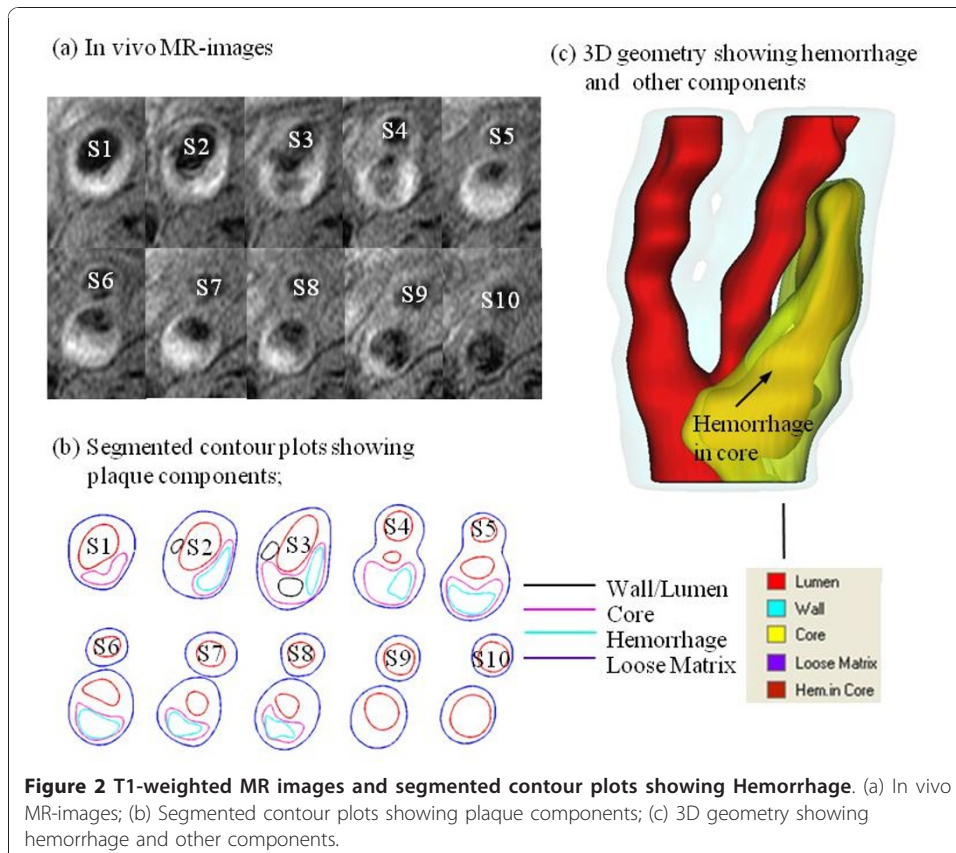 (a) In vivo MR-images
S1
S2
S3
S4
S5
S6
S7
S8
S9
S10
(c) 3D geometry showing hemorrhage
and other components
Hemorrhage
in core
(b) Segmented contour plots showing
plaque components;
S1
S2
S3
S4
S5
S6
S7
S8
S9
S10
Wall/Lumen
Core
Hemorrhage
Loose Matrix
Lumen
Wall
Core
Loose Matrix
Hem.in Core
Figure 2 T1-weighted MR images and segmented contour plots showing Hemorrhage. (a) In vivo
MR-images; (b) Segmented contour plots showing plaque components; (c) 3D geometry showing
hemorrhage and other components.